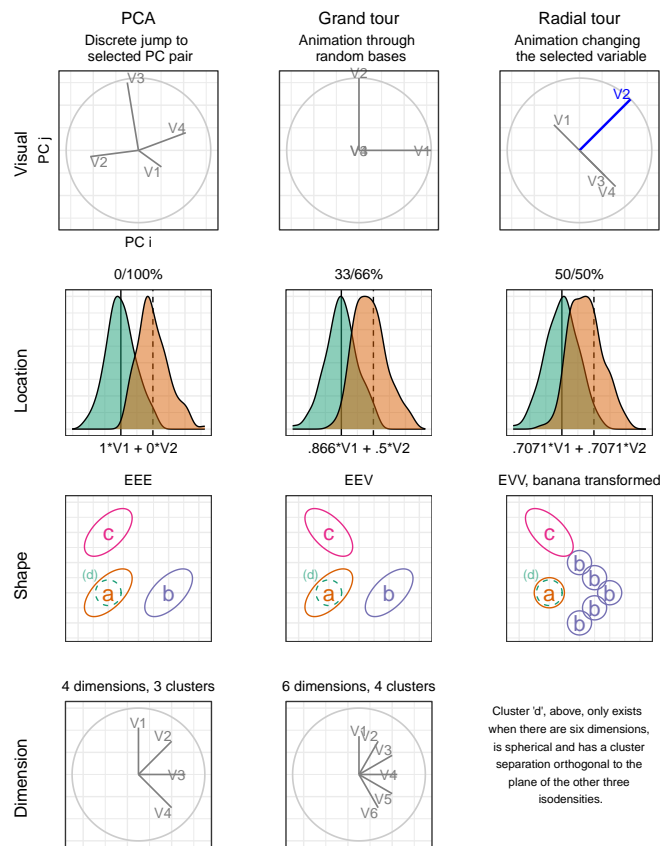 PCA
Grand tour
Radial tour
Discrete jump to
selected PC pair
Animation through
random bases
Animation changing
the selected variable
Visual
PC j
V3
V4
V2
V1
PC i
V2
V1
V2
V1
V3
V4
Location
0/100%
33/66%
50/50%
1*V1 + 0*V2
.866*V1 + .5*V2
.7071*V1 + .7071*V2
Shape
EEE
EEV
EVV, banana transformed
c
(d)
a
b
c
(d)
a
b
c
(d)
a
b
b
b
b
b
Dimension
4 dimensions, 3 clusters
6 dimensions, 4 clusters
V1
V2
V3
V4
V1
V2
V3
V4
V5
V6
Cluster 'd', above, only exists
when there are six dimensions,
is spherical and has a cluster
separation orthogonal to the
plane of the other three
isodensities.